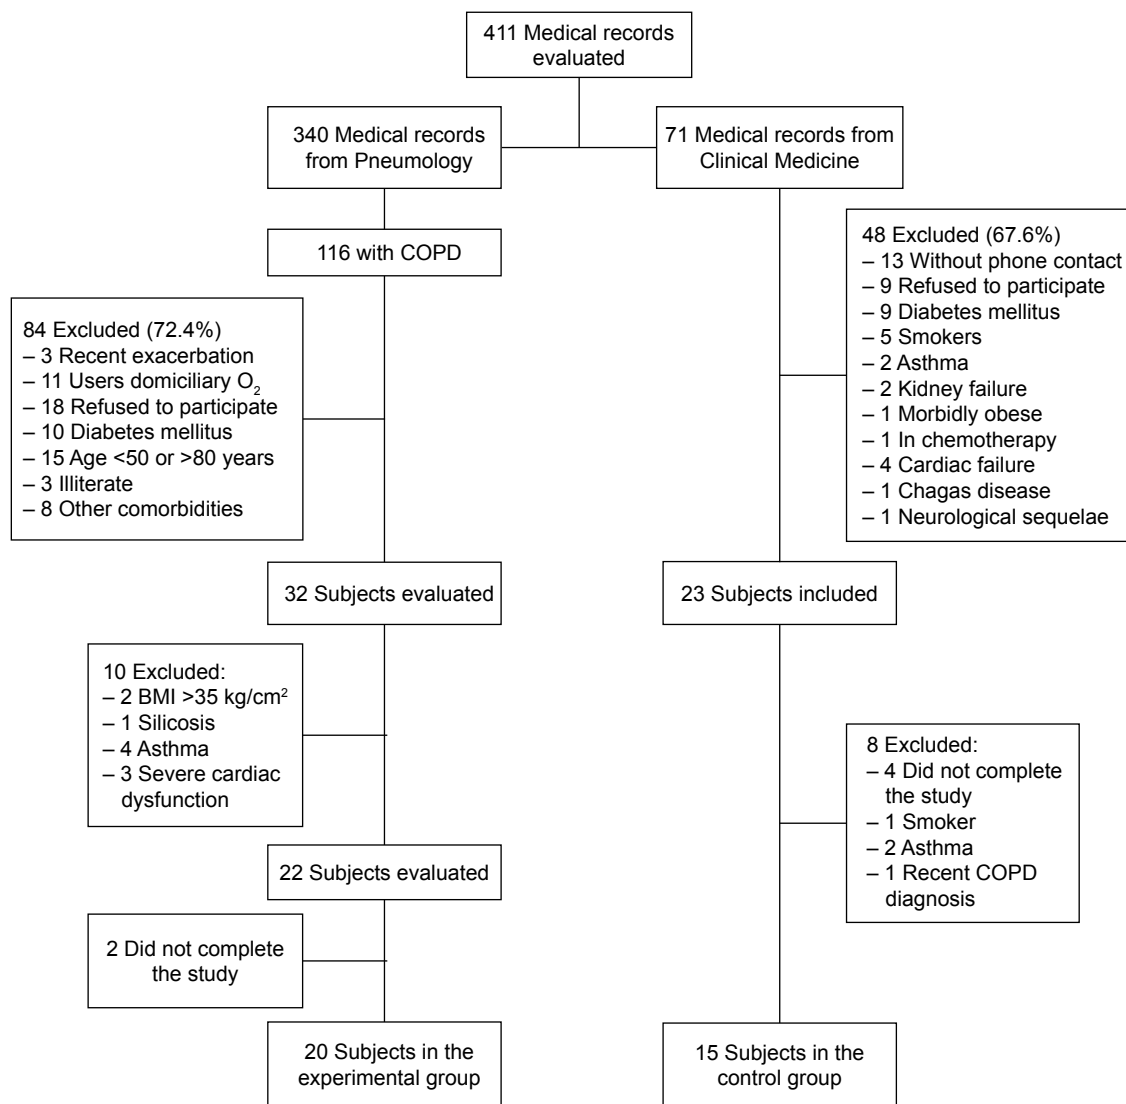 411 Medical records
evaluated
340 Medical records
from Pneumology
71 Medical records from
Clinical Medicine
116 with COPD
48 Excluded (67.6%)
– 13 Without phone contact
– 9 Refused to participate
– 9 Diabetes mellitus
– 5 Smokers
– 2 Asthma
– 2 Kidney failure
– 1 Morbidly obese
– 1 In chemotherapy
– 4 Cardiac failure
– 1 Chagas disease
– 1 Neurological sequelae
84 Excluded (72.4%)
– 3 Recent exacerbation
– 11 Users domiciliary O₂
– 18 Refused to participate
– 10 Diabetes mellitus
– 15 Age <50 or >80 years
– 3 Illiterate
– 8 Other comorbidities
32 Subjects evaluated
23 Subjects included
10 Excluded:
– 2 BMI >35 kg/cm²
– 1 Silicosis
– 4 Asthma
– 3 Severe cardiac
dysfunction
8 Excluded:
– 4 Did not complete
the study
– 1 Smoker
– 2 Asthma
– 1 Recent COPD
diagnosis
22 Subjects evaluated
2 Did not complete
the study
20 Subjects in the
experimental group
15 Subjects in the
control group